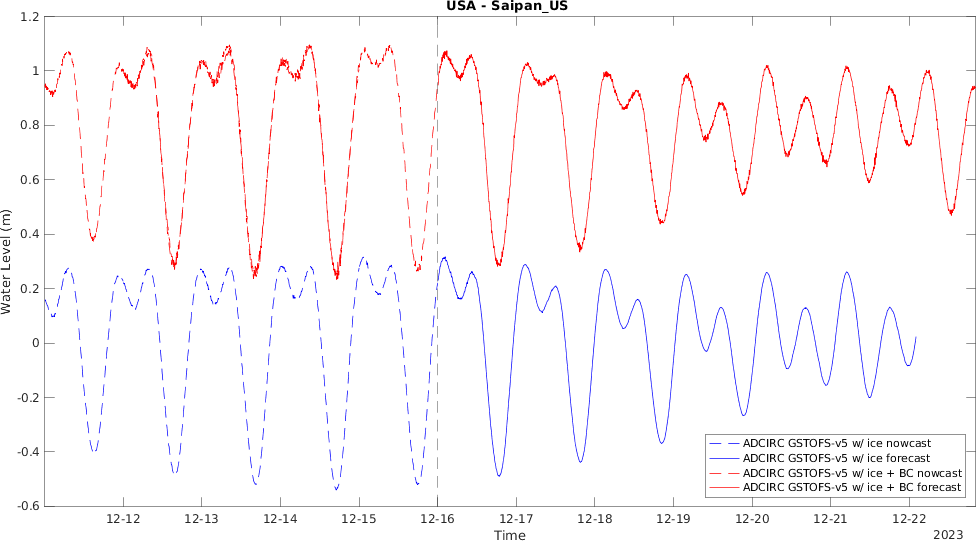 USA - Saipan_US
Water Level (m)
1.2
1
0.8
0.6
0.4
0.2
0
-0.2
-0.4
-0.6
ADCIRC GSTOFS-v5 w/ ice nowcast
ADCIRC GSTOFS-v5 w/ ice forecast
ADCIRC GSTOFS-v5 w/ ice + BC nowcast
ADCIRC GSTOFS-v5 w/ ice + BC forecast
12-12 12-13 12-14 12-15 12-16 12-17 12-18 12-19 12-20 12-21 12-22
Time
2023